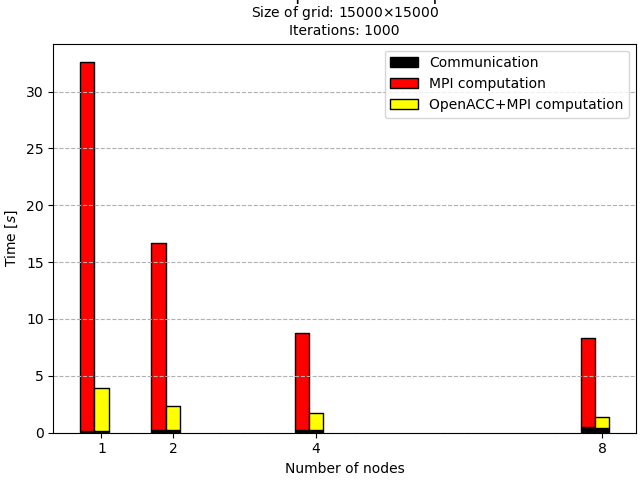 Size of grid: 15000×15000
Iterations: 1000
Communication
MPI computation
OpenACC+MPI computation
Time [s]
30
25
20
15
10
5
0
1 2 4 8
Number of nodes